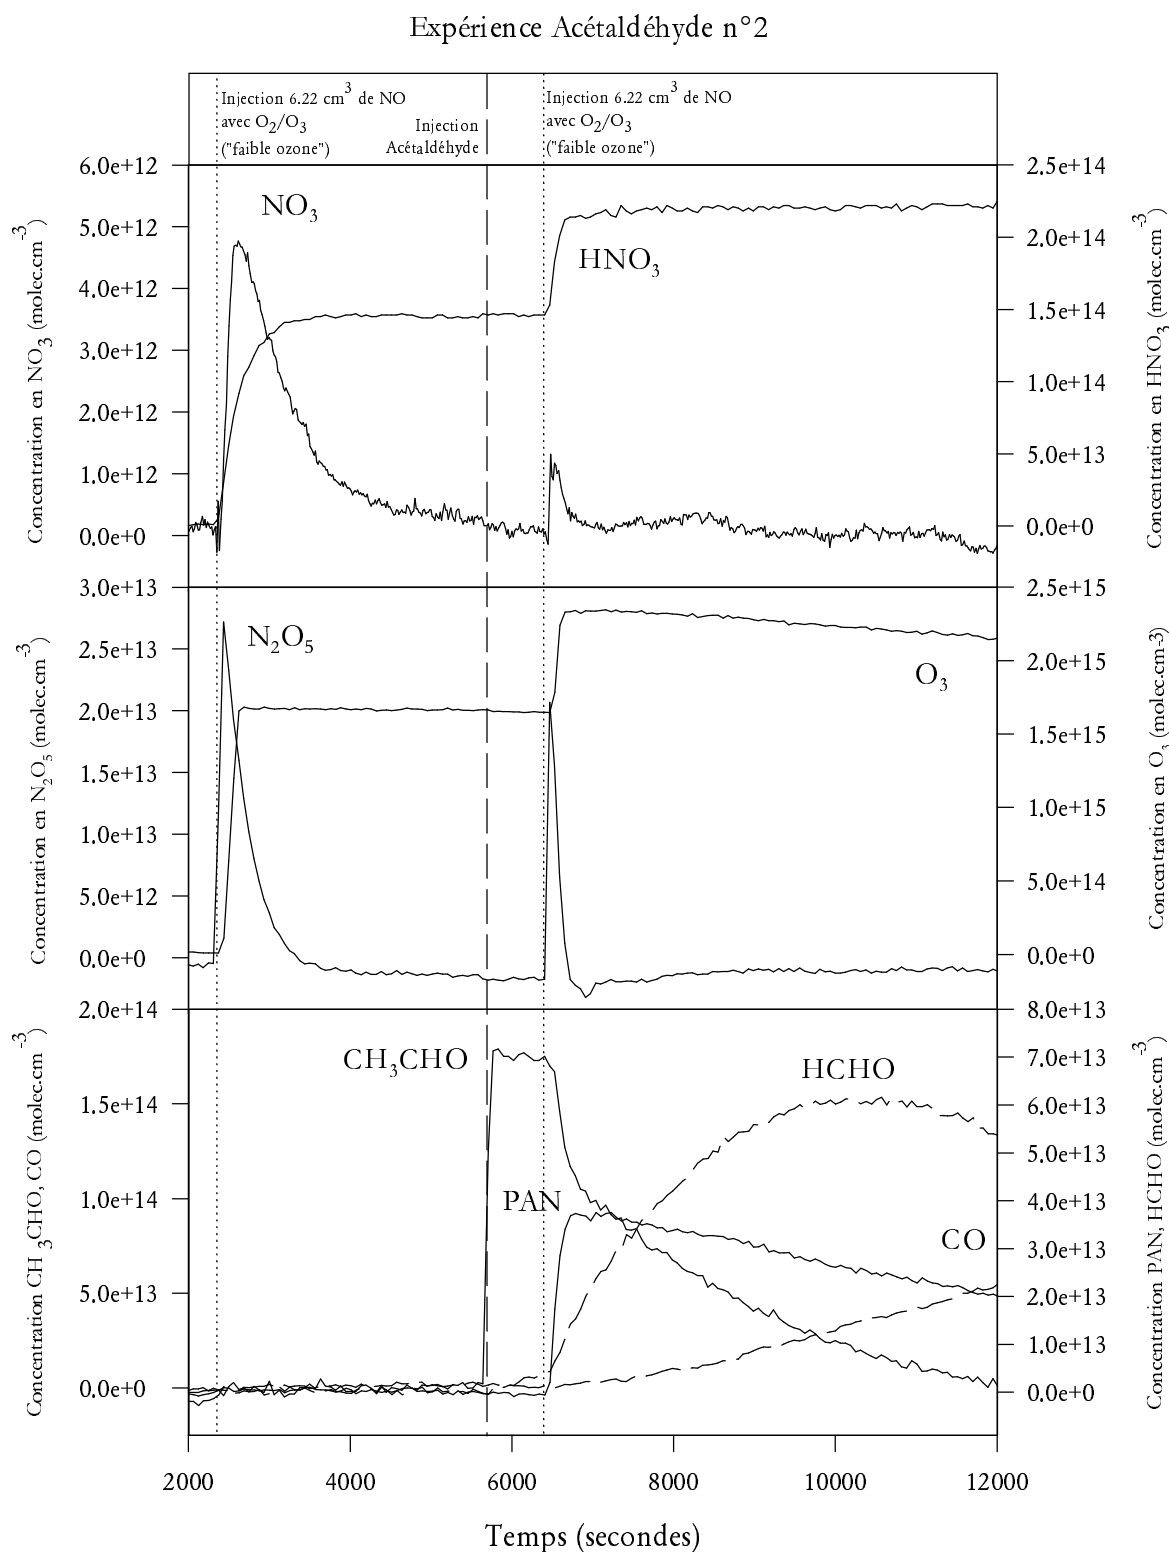 Expérience Acétaldéhyde n°2
Injection 6.22 cm3 de NO
avec O2/O3
("faible ozone")
Injection
Acétaldéhyde
Injection 6.22 cm3 de NO
avec O2/O3
("faible ozone")
6.0e+12
5.0e+12
4.0e+12
3.0e+12
2.0e+12
1.0e+12
0.0e+0
Concentration en NO3 (molec.cm-3)
NO3
HNO3
2.5e+14
2.0e+14
1.5e+14
1.0e+14
5.0e+13
0.0e+0
Concentration en HNO3 (molec.cm-3)
3.0e+13
2.5e+13
2.0e+13
1.5e+13
1.0e+13
5.0e+12
0.0e+0
Concentration en N2O5 (molec.cm-3)
N2O5
O3
2.5e+15
2.0e+15
1.5e+15
1.0e+15
5.0e+14
0.0e+0
Concentration en O3 (molec.cm-3)
2.0e+14
1.5e+14
1.0e+14
5.0e+13
0.0e+0
Concentration CH3CHO, CO (molec.cm-3)
CH3CHO
HCHO
PAN
CO
8.0e+13
7.0e+13
6.0e+13
5.0e+13
4.0e+13
3.0e+13
2.0e+13
1.0e+13
0.0e+0
Concentration PAN, HCHO (molec.cm-3)
2000 4000 6000 8000 10000 12000
Temps (secondes)